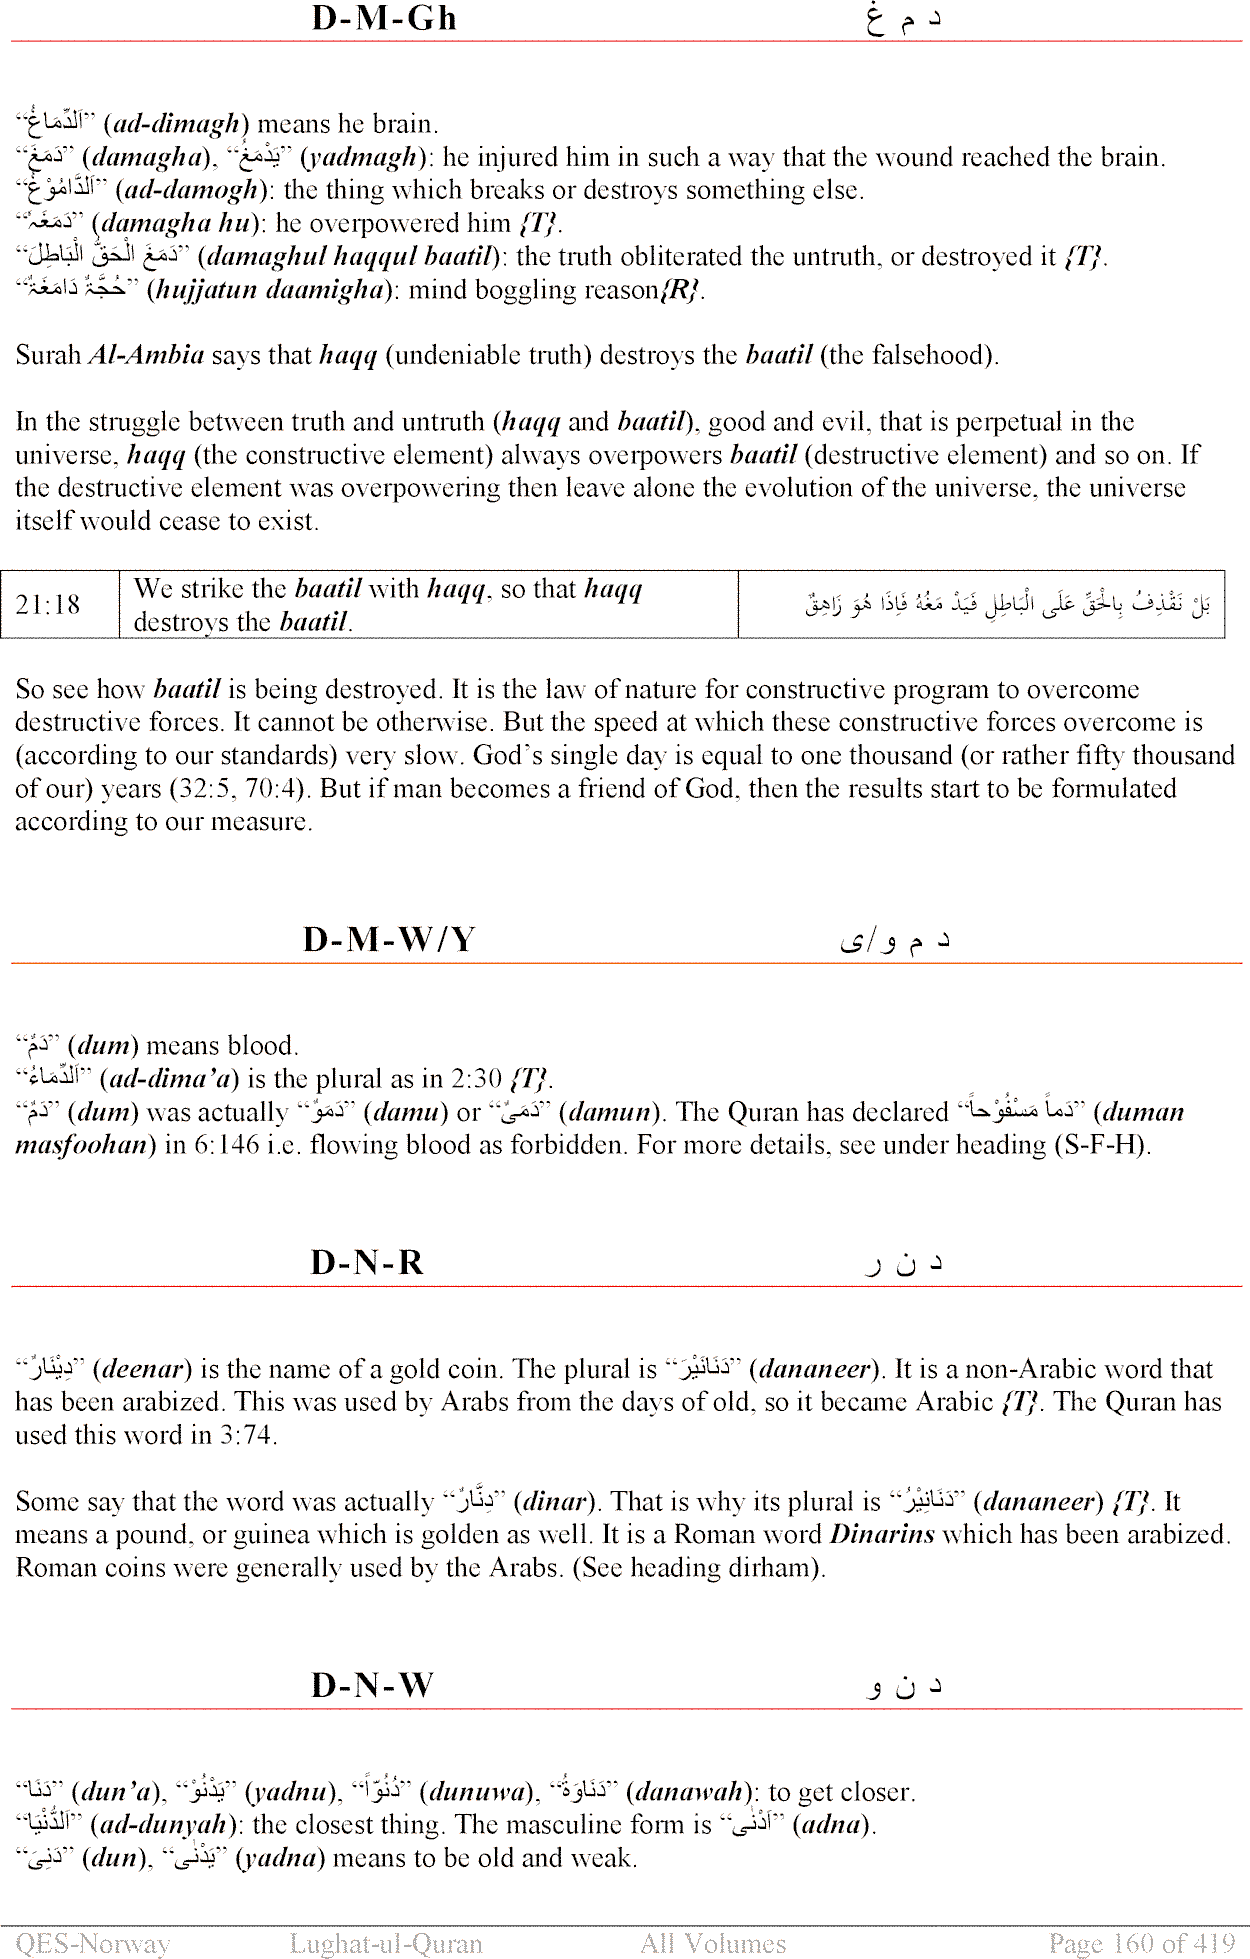 D-M-Gh د م غ
“اَلدِّمَاغُ” (ad-dimagh) means he brain.
“دَمَغَ” (damagha), “يَدْمَغُ” (yadmagh): he injured him in such a way that the wound reached the brain.
“اَلدَّامُوْغُ” (ad-damogh): the thing which breaks or destroys something else.
“دَمَغَہٗ” (damagha hu): he overpowered him {T}.
“دَمَغَ الْحَقُّ الْبَاطِلَ” (damaghul haqqul baatil): the truth obliterated the untruth, or destroyed it {T}.
“حُجَّۃٌ دَامَغَۃٌ” (hujjatun daamigha): mind boggling reason{R}.
Surah Al-Ambia says that haqq (undeniable truth) destroys the baatil (the falsehood).
In the struggle between truth and untruth (haqq and baatil), good and evil, that is perpetual in the
universe, haqq (the constructive element) always overpowers baatil (destructive element) and so on. If
the destructive element was overpowering then leave alone the evolution of the universe, the universe
itself would cease to exist.
21:18 We strike the baatil with haqq, so that haqq
destroys the baatil.
بَلْ نَقْذِفُ بِالْحَقِّ عَلَى الْبَاطِلِ فَيَدْ مَغُهُ فَإِذَا هُوَ زَاهِقٌ
So see how baatil is being destroyed. It is the law of nature for constructive program to overcome
destructive forces. It cannot be otherwise. But the speed at which these constructive forces overcome is
(according to our standards) very slow. God’s single day is equal to one thousand (or rather fifty thousand
of our) years (32:5, 70:4). But if man becomes a friend of God, then the results start to be formulated
according to our measure.
D-M-W/Y د م و/ی
“دَمٌ” (dum) means blood.
“اَلدِّمَاءُ” (ad-dima’a) is the plural as in 2:30 {T}.
“دَمٌ” (dum) was actually “دَمَوٌ” (damu) or “دَمَیٌ” (damun). The Quran has declared “دَماً مَسْفُوْحاً” (duman
masfoohan) in 6:146 i.e. flowing blood as forbidden. For more details, see under heading (S-F-H).
D-N-R د ن ر
“دِيْنَارٌ” (deenar) is the name of a gold coin. The plural is “دَنَانَيْرَ” (dananeer). It is a non-Arabic word that
has been arabized. This was used by Arabs from the days of old, so it became Arabic {T}. The Quran has
used this word in 3:74.
Some say that the word was actually “دِنَّارٌ” (dinar). That is why its plural is “دَنَانِيْرُ” (dananeer) {T}. It
means a pound, or guinea which is golden as well. It is a Roman word Dinarins which has been arabized.
Roman coins were generally used by the Arabs. (See heading dirham).
D-N-W د ن و
“دَنَا” (dun’a), “يَدْنُوْ” (yadnu), “دُنُوّاً” (dunuwa), “دَنَاوَۃً” (danawah): to get closer.
“اَلدُّنْيَا” (ad-dunyah): the closest thing. The masculine form is “اَدْنٰی” (adna).
“دَنِیَ” (dun), “يَدْنٰی” (yadna) means to be old and weak.
QES-Norway Lughat-ul-Quran All Volumes Page 160 of 419